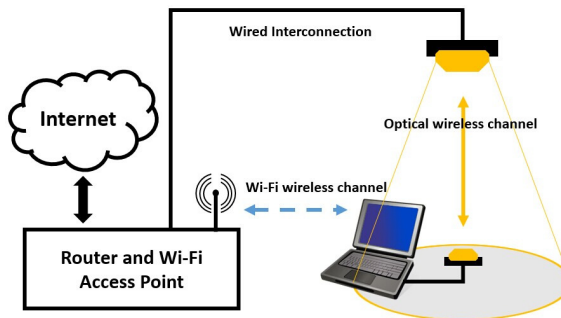 Wired Interconnection
Internet
Optical wireless channel
Wi-Fi wireless channel
Router and Wi-Fi
Access Point